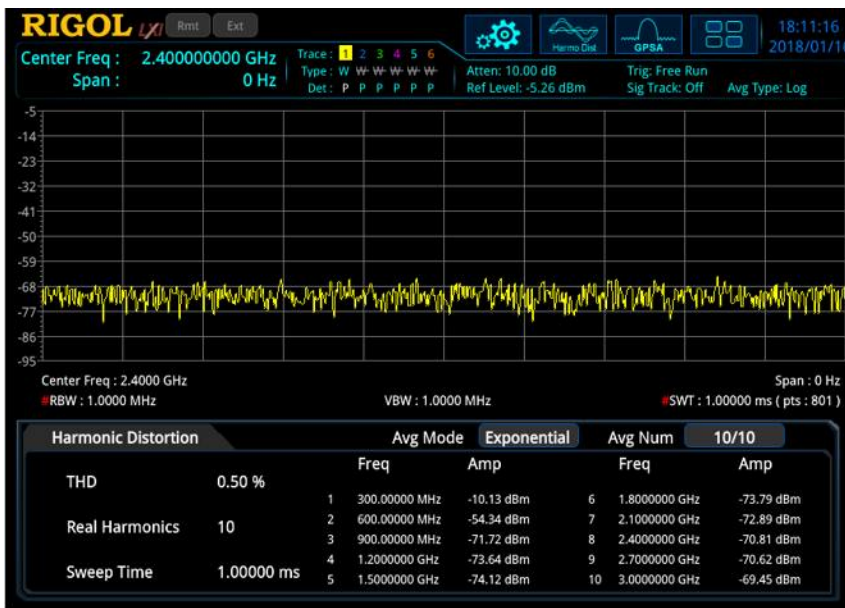 RIGOL LXI Rmt Ext
Harmo Dist GPSA 18:11:16
2018/01/1
Center Freq : 2.400000000 GHz
Span : 0 Hz
Trace : 1 2 3 4 5 6
Type : W W W W W W
Det : P P P P P P
Atten: 10.00 dB
Ref Level: -5.26 dBm
Trig: Free Run
Sig Track: Off Avg Type: Log
-5
-14
-23
-32
-41
-50
-59
-68
-77
-86
-95
Center Freq : 2.4000 GHz Span : 0 Hz
#RBW : 1.0000 MHz VBW : 1.0000 MHz #SWT : 1.00000 ms ( pts : 801 )
Harmonic Distortion Avg Mode Exponential Avg Num 10/10
THD 0.50 %
Real Harmonics 10
Sweep Time 1.00000 ms
Freq Amp Freq Amp
1 300.00000 MHz -10.13 dBm 6 1.8000000 GHz -73.79 dBm
2 600.00000 MHz -54.34 dBm 7 2.1000000 GHz -72.89 dBm
3 900.00000 MHz -71.72 dBm 8 2.4000000 GHz -70.81 dBm
4 1.2000000 GHz -73.64 dBm 9 2.7000000 GHz -70.62 dBm
5 1.5000000 GHz -74.12 dBm 10 3.0000000 GHz -69.45 dBm